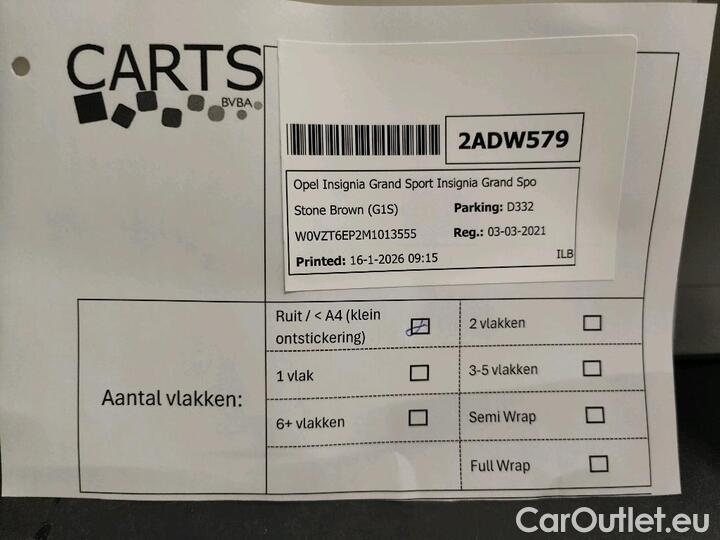 CARTS
BVBA
2ADW579
Opel Insignia Grand Sport Insignia Grand Spo
Stone Brown (G1S) Parking: D332
W0VZT6EP2M1013555 Reg.: 03-03-2021
Printed: 16-1-2026 09:15 ILB
Aantal vlakken:
Ruit / < A4 (klein
ontstickering)
2 vlakken
1 vlak
3-5 vlakken
6+ vlakken
Semi Wrap
Full Wrap
CarOutlet.eu